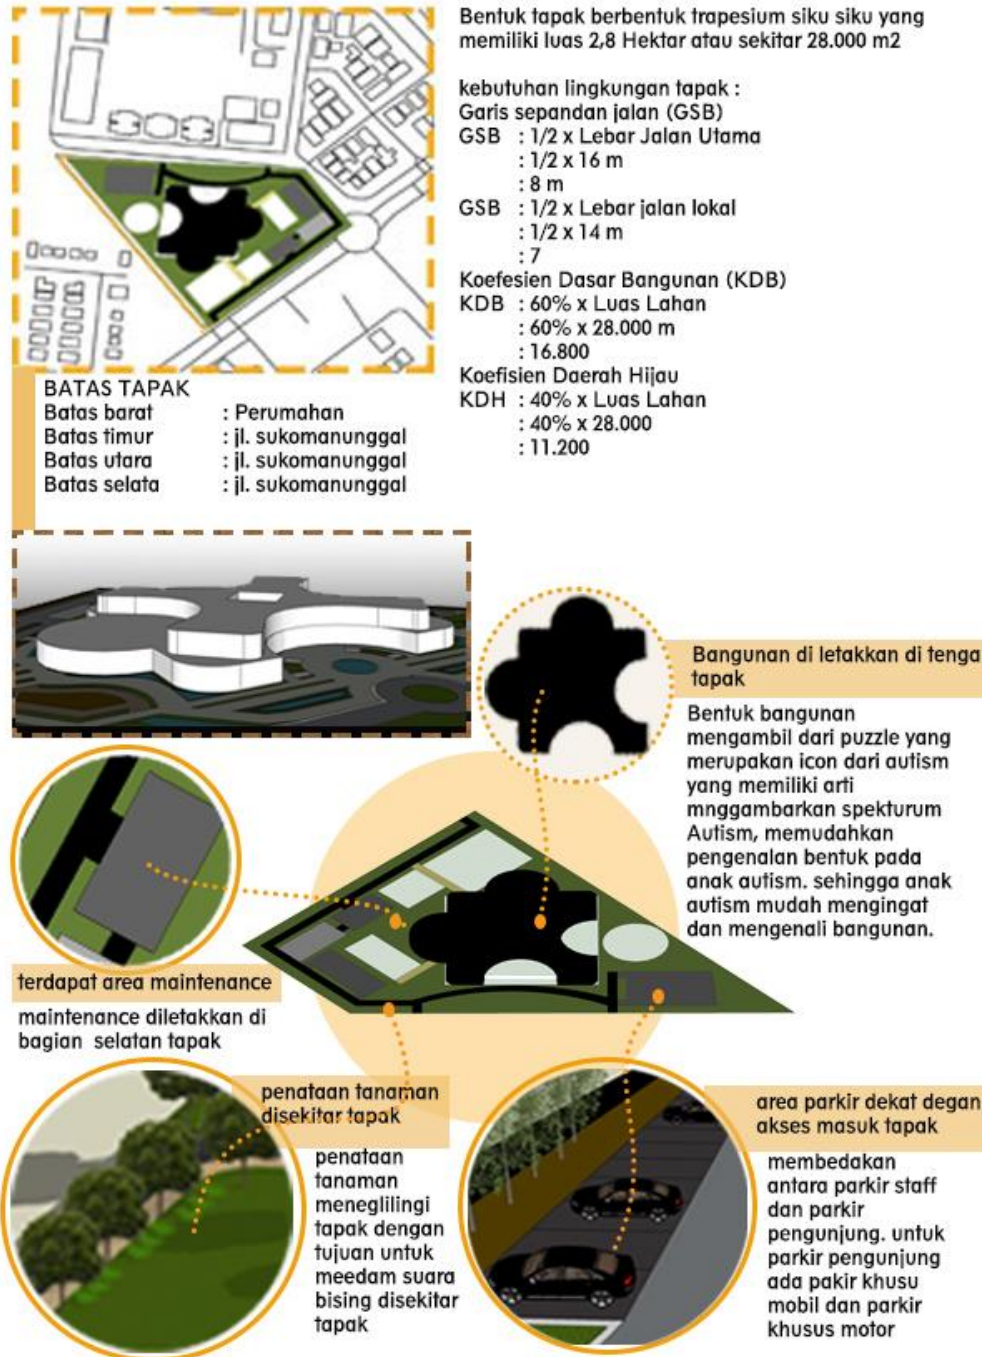 Bentuk tapak berbentuk trapesium siku siku yang
memiliki luas 2,8 Hektar atau sekitar 28.000 m2
kebutuhan lingkungan tapak :
Garis sepandan jalan (GSB)
GSB : 1/2 x Lebar Jalan Utama
: 1/2 x 16 m
: 8 m
GSB : 1/2 x Lebar jalan lokal
: 1/2 x 14 m
: 7
Koefesien Dasar Bangunan (KDB)
KDB : 60% x Luas Lahan
: 60% x 28.000 m
: 16.800
Koefisien Daerah Hijau
KDH : 40% x Luas Lahan
: 40% x 28.000
: 11.200
BATAS TAPAK
Batas barat : Perumahan
Batas timur : jl. sukomanunggal
Batas utara : jl. sukomanunggal
Batas selata : jl. sukomanunggal
Bangunan di letakkan di tenga
tapak
Bentuk bangunan
mengambil dari puzzle yang
merupakan icon dari autism
yang memiliki arti
mnggambarkan spekturum
Autism, memudahkan
pengenalan bentuk pada
anak autism. sehingga anak
autism mudah mengingat
dan mengenali bangunan.
terdapat area maintenance
maintenance diletakkan di
bagian selatan tapak
penataan tanaman
disekitar tapak
penataan
tanaman
meneglilingi
tapak dengan
tujuan untuk
meedam suara
bising disekitar
tapak
area parkir dekat degan
akses masuk tapak
membedakan
antara parkir staff
dan parkir
pengunjung. untuk
parkir pengunjung
ada pakir khusu
mobil dan parkir
khusus motor